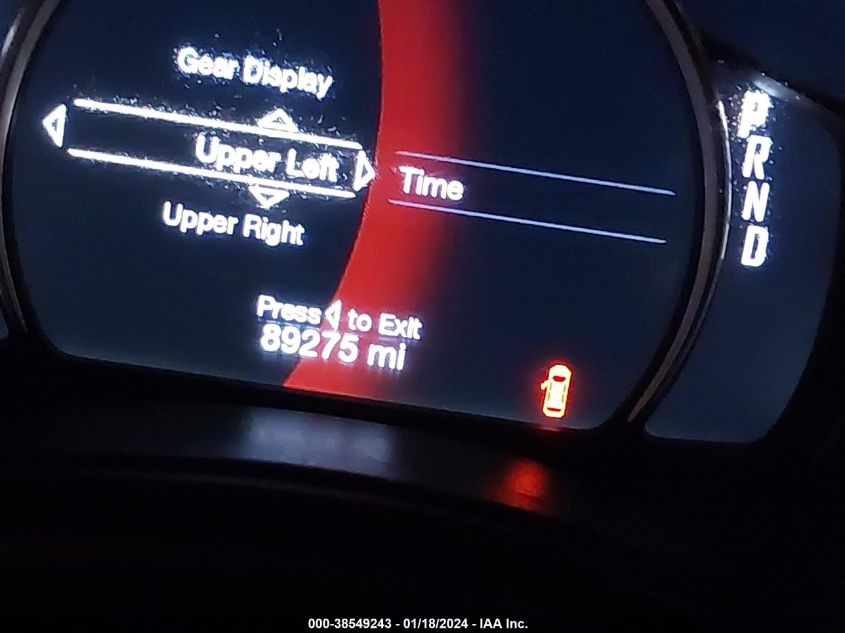 Gear Display
Upper Left
Time
Upper Right
Press ◁ to Exit
89275 mi
P
R
N
D
000-38549243 - 01/18/2024 - IAA Inc.